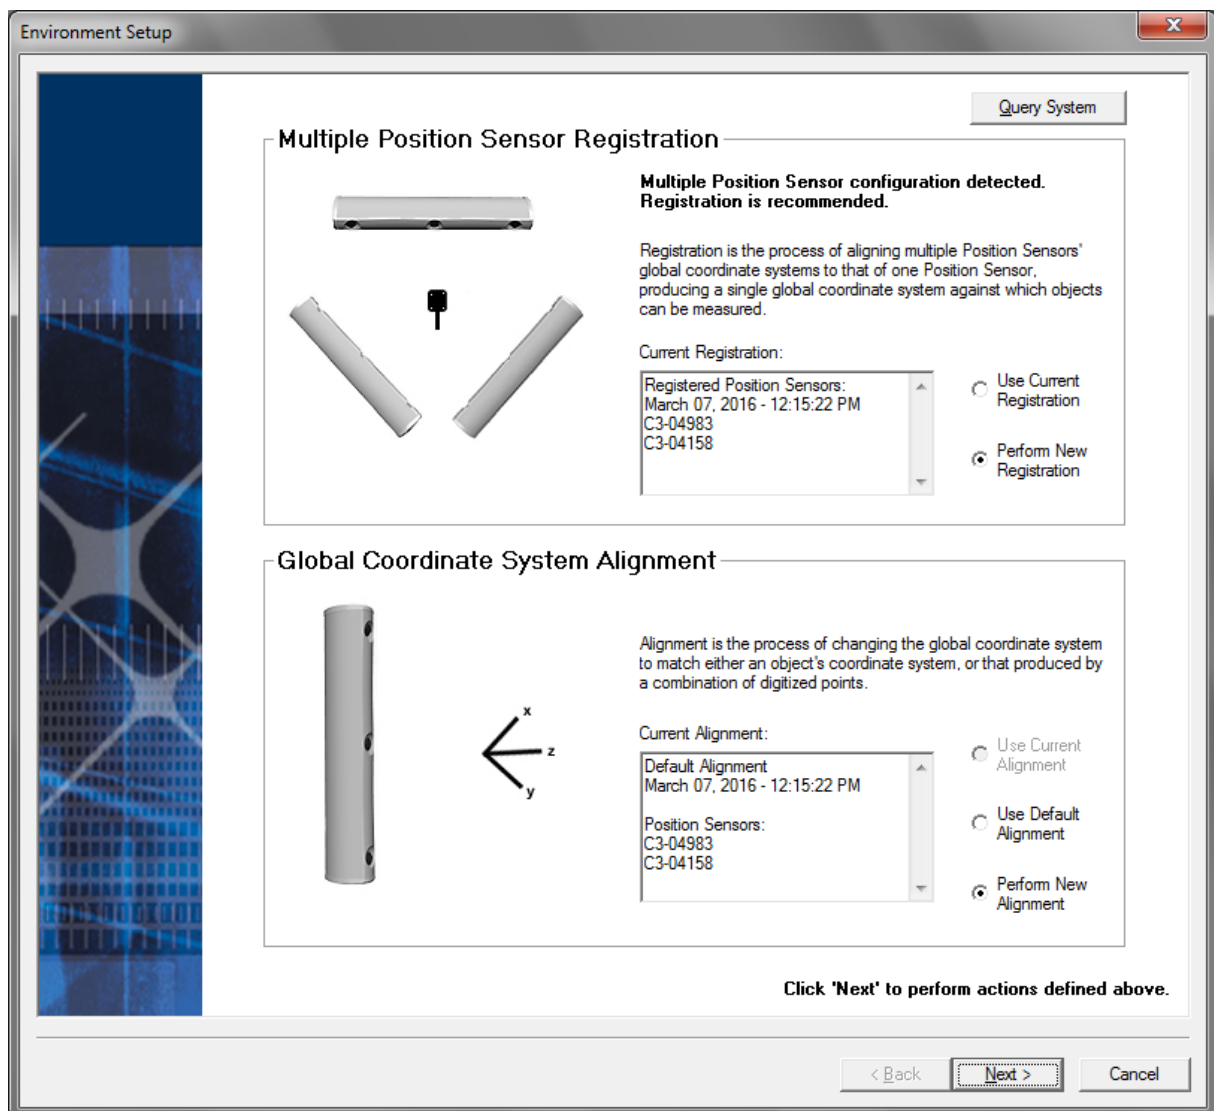 Environment Setup
Query System
Multiple Position Sensor Registration
Multiple Position Sensor configuration detected.
Registration is recommended.
Registration is the process of aligning multiple Position Sensors'
global coordinate systems to that of one Position Sensor,
producing a single global coordinate system against which objects
can be measured.
Current Registration:
Registered Position Sensors:
March 07, 2016 - 12:15:22 PM
C3-04983
C3-04158
Use Current
Registration
Perform New
Registration
Global Coordinate System Alignment
x
z
y
Alignment is the process of changing the global coordinate system
to match either an object's coordinate system, or that produced by
a combination of digitized points.
Current Alignment:
Default Alignment
March 07, 2016 - 12:15:22 PM
Position Sensors:
C3-04983
C3-04158
Use Current
Alignment
Use Default
Alignment
Perform New
Alignment
Click 'Next' to perform actions defined above.
< Back
Next >
Cancel